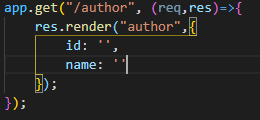 app.get("/author", (req,res)=>{
    res.render("author",{
        id: '',
        name: ''
    });
});